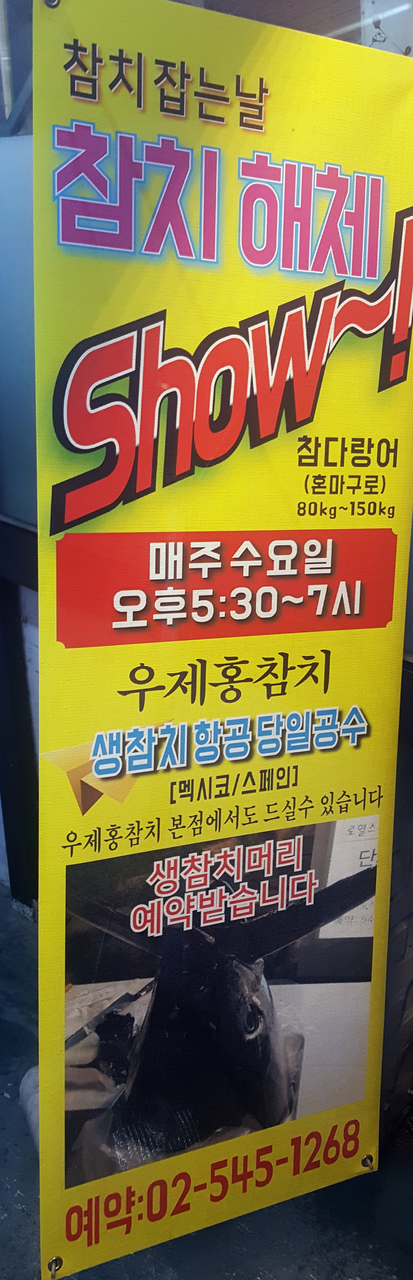 참치잡는날
참치 해체
Show~!
참다랑어
(혼마구로)
80kg~150kg
매주 수요일
오후5:30~7시
우제홍참치
생참치 항공 당일공수
[멕시코/스페인]
우제홍참치 본점에서도 드실수 있습니다
로열스
단
생참치머리
예약받습니다
예약:02-545-1268